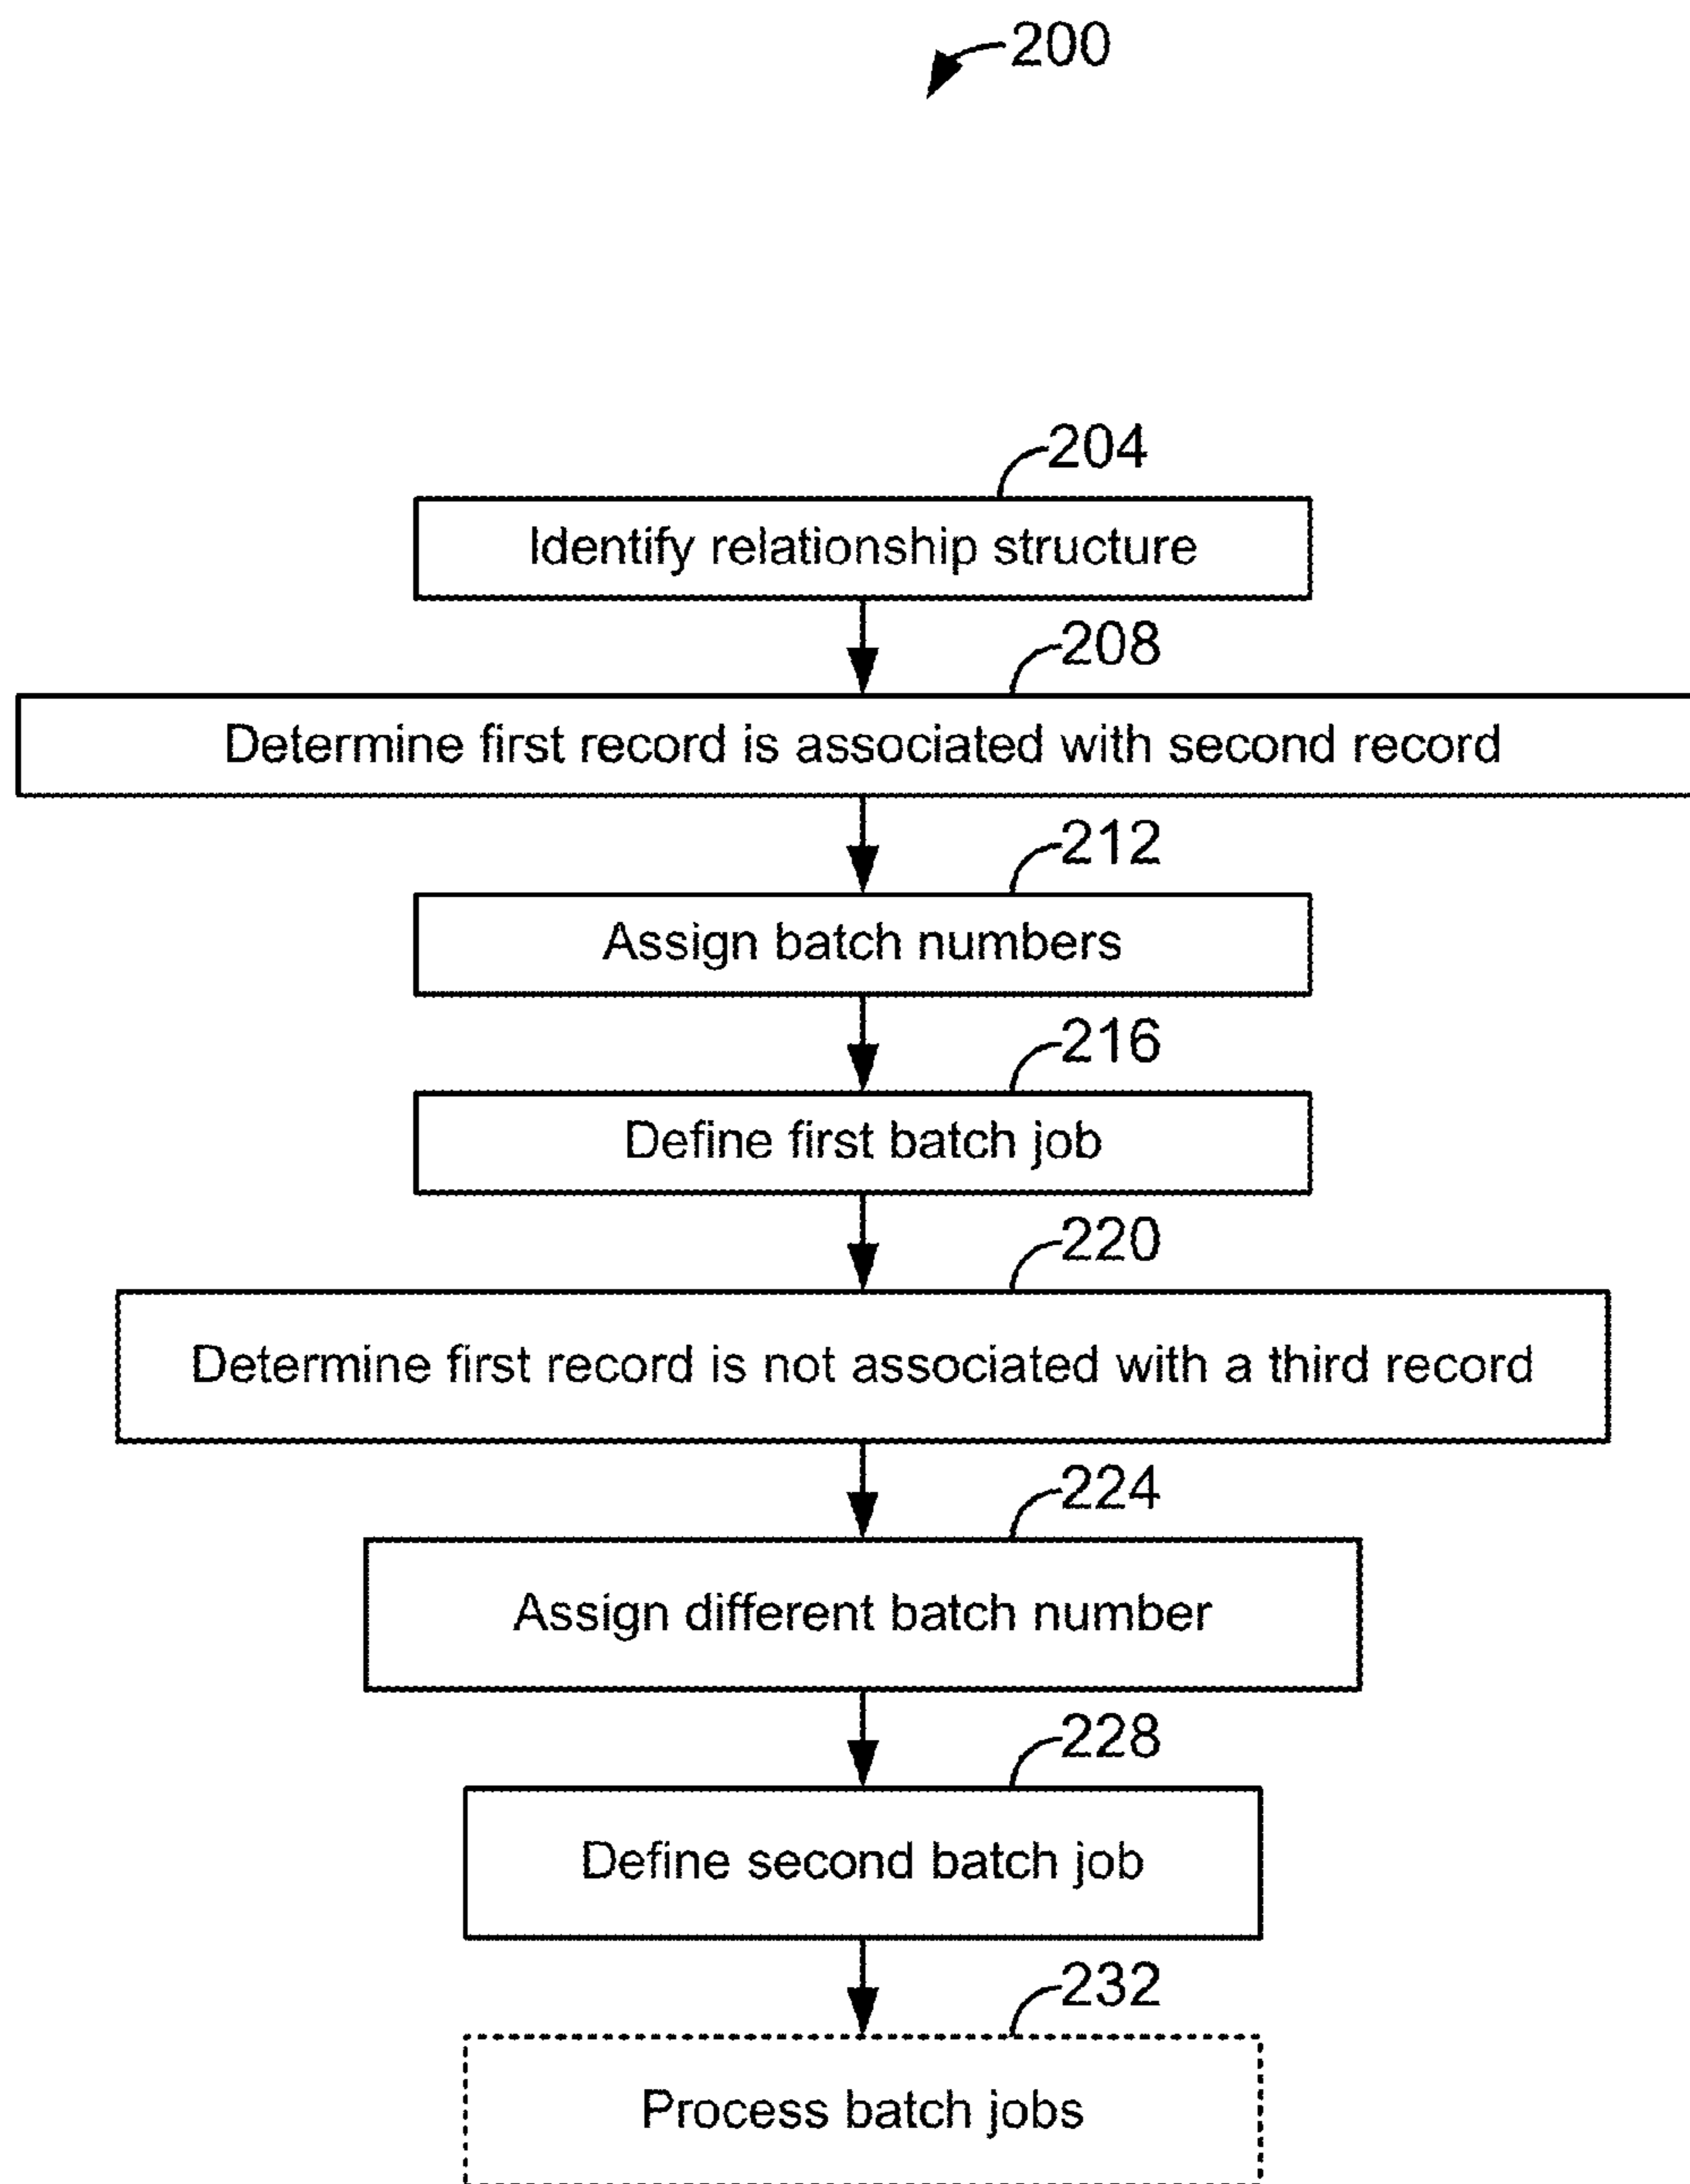 200
204
Identify relationship structure
208
Determine first record is associated with second record
212
Assign batch numbers
216
Define first batch job
220
Determine first record is not associated with a third record
224
Assign different batch number
228
Define second batch job
232
Process batch jobs